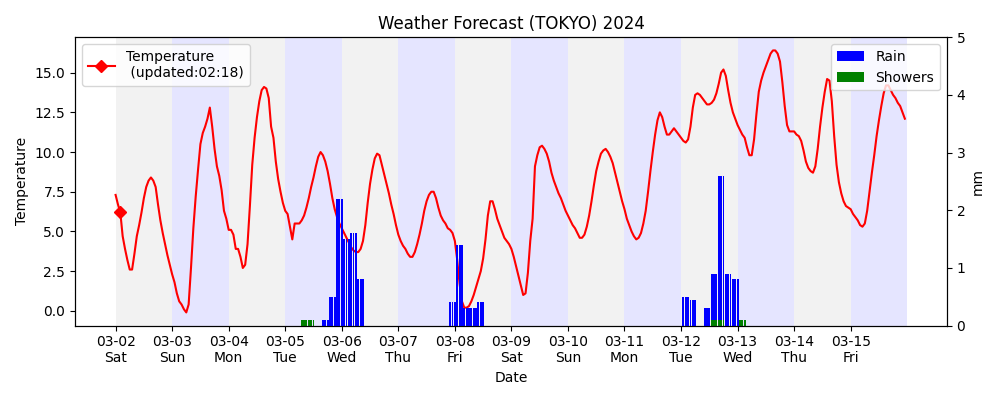 Weather Forecast (TOKYO) 2024
Temperature
(updated:02:18)
Rain
Showers
Temperature
15.0
12.5
10.0
7.5
5.0
2.5
0.0
5
4
3
2
1
0
mm
03-02 03-03 03-04 03-05 03-06 03-07 03-08 03-09 03-10 03-11 03-12 03-13 03-14 03-15
Sat Sun Mon Tue Wed Thu Fri Sat Sun Mon Tue Wed Thu Fri
Date